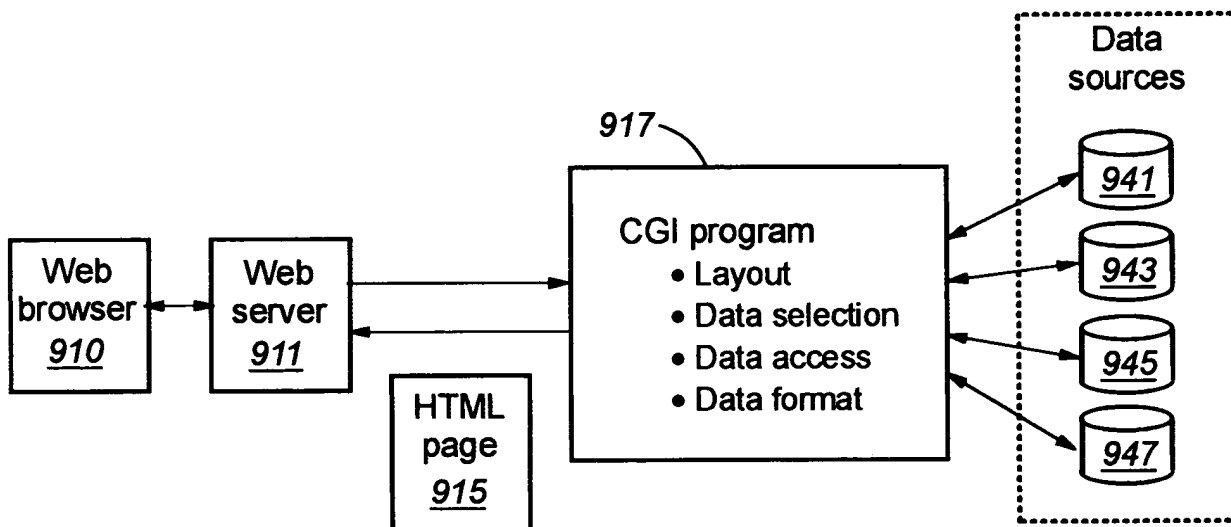 Data
sources
917
941
CGI program
• Layout
• Data selection
• Data access
• Data format
943
945
947
Web
browser
910
Web
server
911
HTML
page
915